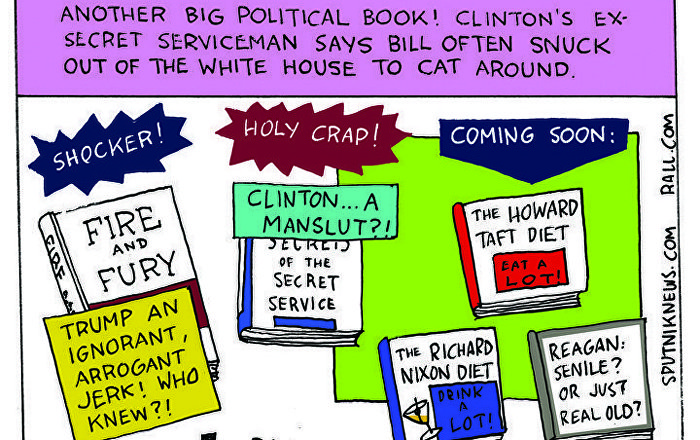 ANOTHER BIG POLITICAL BOOK! CLINTON'S EX-
SECRET SERVICEMAN SAYS BILL OFTEN SNUCK
OUT OF THE WHITE HOUSE TO CAT AROUND.
SHOCKER!
FIRE
AND
FURY
TRUMP AN
IGNORANT,
ARROGANT
JERK! WHO
KNEW?!
HOLY CRAP!
CLINTON... A
MANSLUT?!
SECRETS
OF THE
SECRET
SERVICE
COMING SOON:
THE HOWARD
TAFT DIET
EAT A
LOT!
THE RICHARD
NIXON DIET
DRINK
A
LOT!
REAGAN:
SENILE?
OR JUST
REAL OLD?
SPUTNIKNEWS.COM RALL.COM